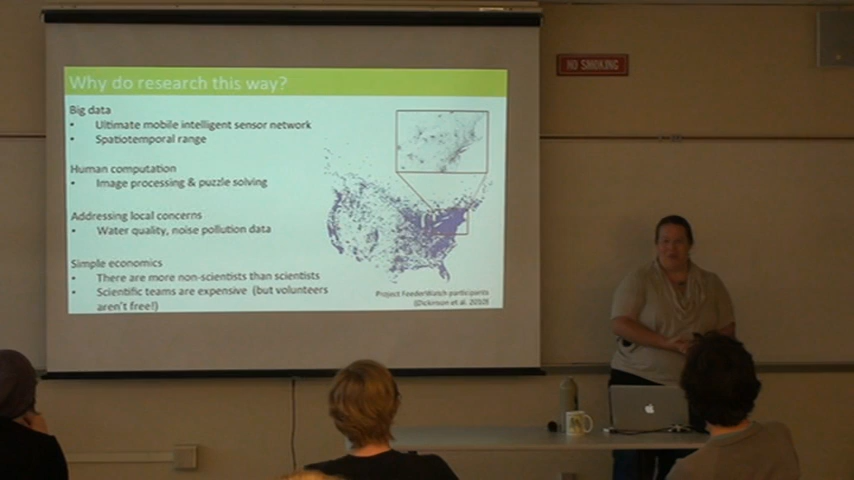 Why do research this way?
Big data
• Ultimate mobile intelligent sensor network
• Spatiotemporal range
Human computation
• Image processing & puzzle solving
Addressing local concerns
• Water quality, noise pollution data
Simple economics
• There are more non-scientists than scientists
• Scientific teams are expensive (but volunteers
aren't free!)
Project FeederWatch participants
(Dickinson et al. 2010)
NO SMOKING